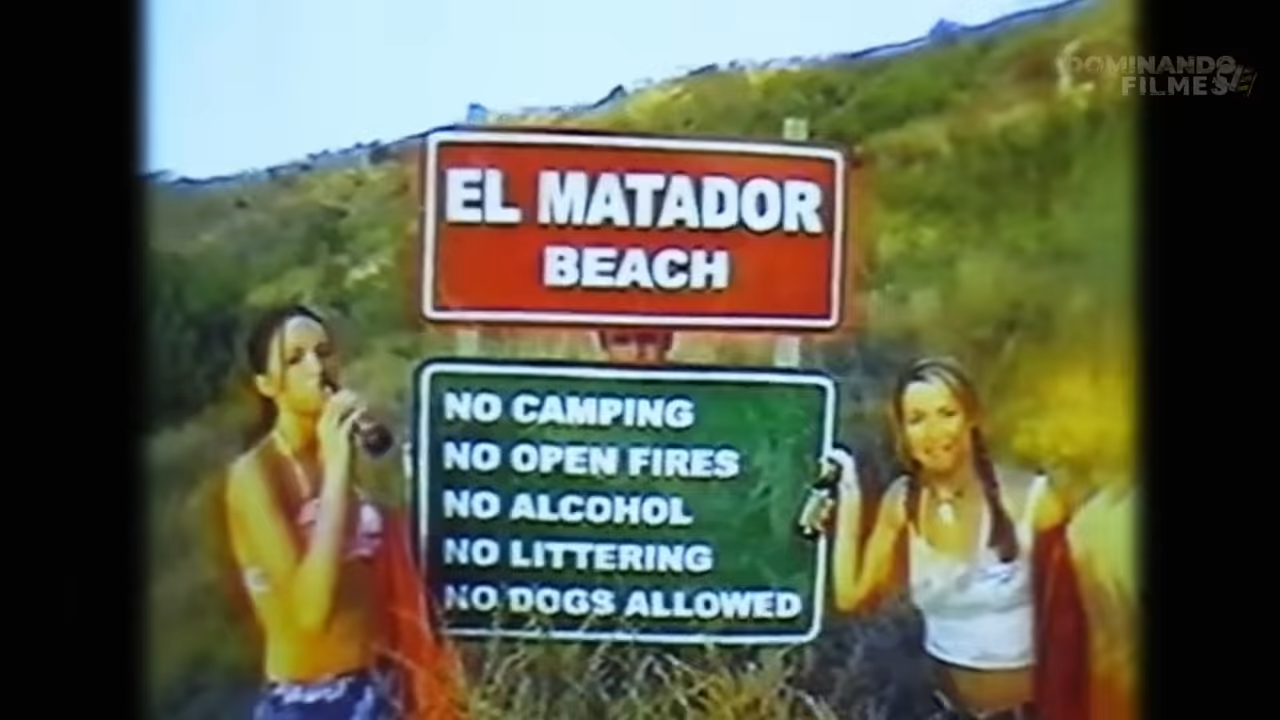 DOMINANDO
FILMES
EL MATADOR
BEACH
NO CAMPING
NO OPEN FIRES
NO ALCOHOL
NO LITTERING
NO DOGS ALLOWED